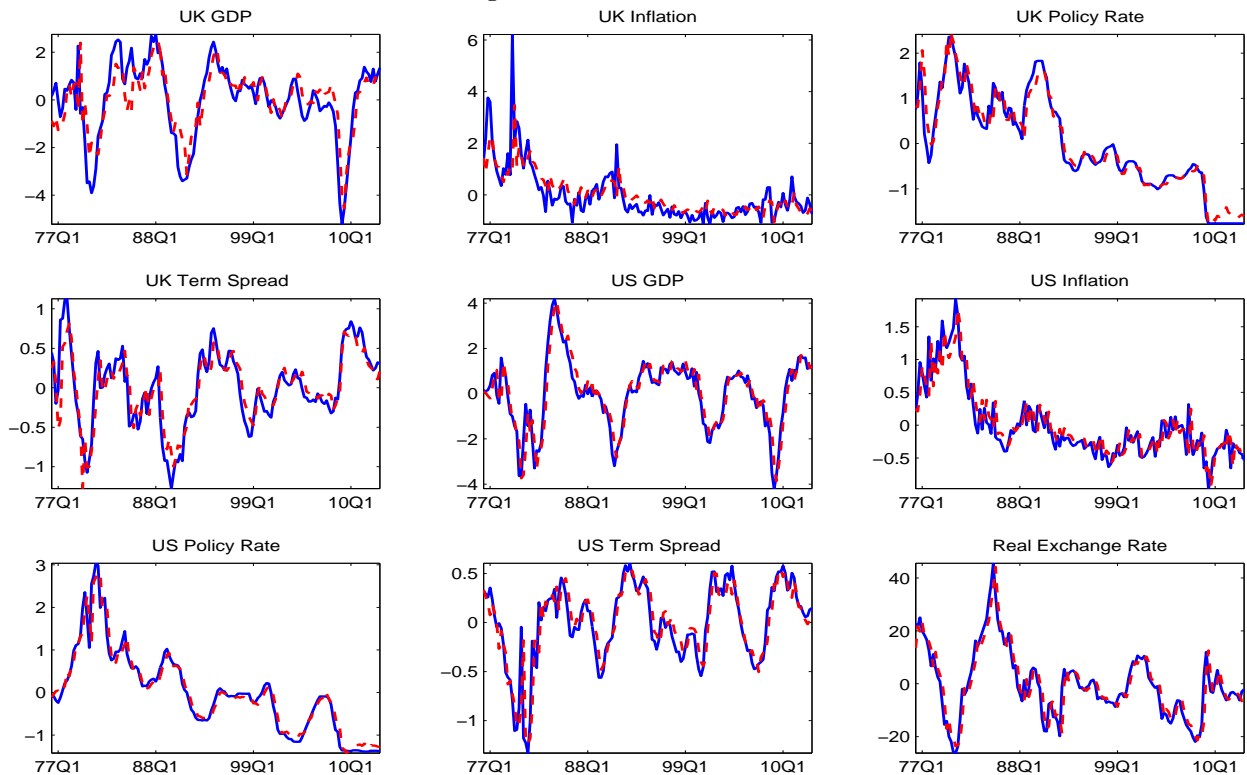 UK GDP
2
0
−2
−4
77Q1 88Q1 99Q1 10Q1
UK Inflation
6
4
2
0
77Q1 88Q1 99Q1 10Q1
UK Policy Rate
2
1
0
−1
77Q1 88Q1 99Q1 10Q1
UK Term Spread
1
0.5
0
−0.5
−1
77Q1 88Q1 99Q1 10Q1
US GDP
4
2
0
−2
−4
77Q1 88Q1 99Q1 10Q1
US Inflation
1.5
1
0.5
0
−0.5
77Q1 88Q1 99Q1 10Q1
US Policy Rate
3
2
1
0
−1
77Q1 88Q1 99Q1 10Q1
US Term Spread
0.5
0
−0.5
−1
77Q1 88Q1 99Q1 10Q1
Real Exchange Rate
40
20
0
−20
77Q1 88Q1 99Q1 10Q1